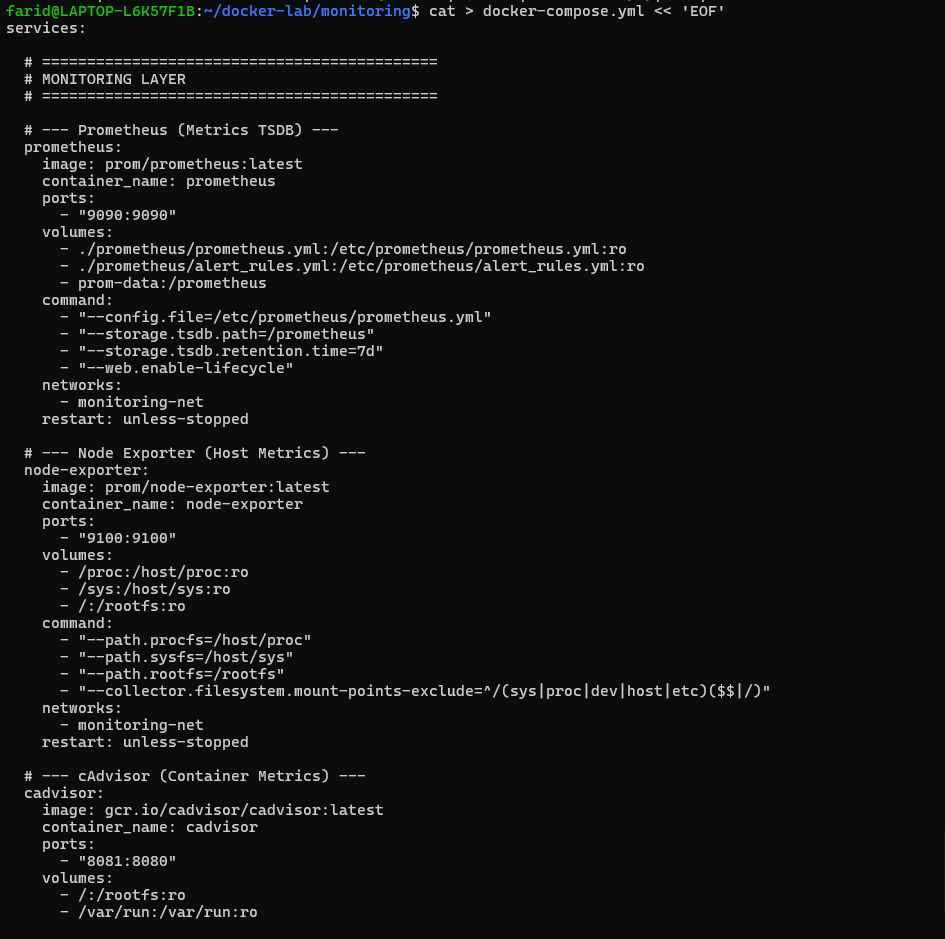 farid@LAPTOP-L6K57F1B:~/docker-lab/monitoring$ cat > docker-compose.yml << 'EOF'
services:

  # ============================================
  # MONITORING LAYER
  # ============================================

  # --- Prometheus (Metrics TSDB) ---
  prometheus:
    image: prom/prometheus:latest
    container_name: prometheus
    ports:
      - "9090:9090"
    volumes:
      - ./prometheus/prometheus.yml:/etc/prometheus/prometheus.yml:ro
      - ./prometheus/alert_rules.yml:/etc/prometheus/alert_rules.yml:ro
      - prom-data:/prometheus
    command:
      - "--config.file=/etc/prometheus/prometheus.yml"
      - "--storage.tsdb.path=/prometheus"
      - "--storage.tsdb.retention.time=7d"
      - "--web.enable-lifecycle"
    networks:
      - monitoring-net
    restart: unless-stopped

  # --- Node Exporter (Host Metrics) ---
  node-exporter:
    image: prom/node-exporter:latest
    container_name: node-exporter
    ports:
      - "9100:9100"
    volumes:
      - /proc:/host/proc:ro
      - /sys:/host/sys:ro
      - /:/rootfs:ro
    command:
      - "--path.procfs=/host/proc"
      - "--path.sysfs=/host/sys"
      - "--path.rootfs=/rootfs"
      - "--collector.filesystem.mount-points-exclude=^/(sys|proc|dev|host|etc)($$|/)"
    networks:
      - monitoring-net
    restart: unless-stopped

  # --- cAdvisor (Container Metrics) ---
  cadvisor:
    image: gcr.io/cadvisor/cadvisor:latest
    container_name: cadvisor
    ports:
      - "8081:8080"
    volumes:
      - /:/rootfs:ro
      - /var/run:/var/run:ro